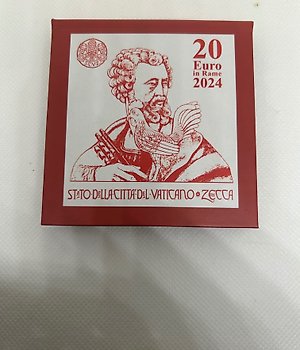 20
Euro
in Rame
2024
STATO·DELLA·CITTÀ·DEL·VATICANO • ZECCA